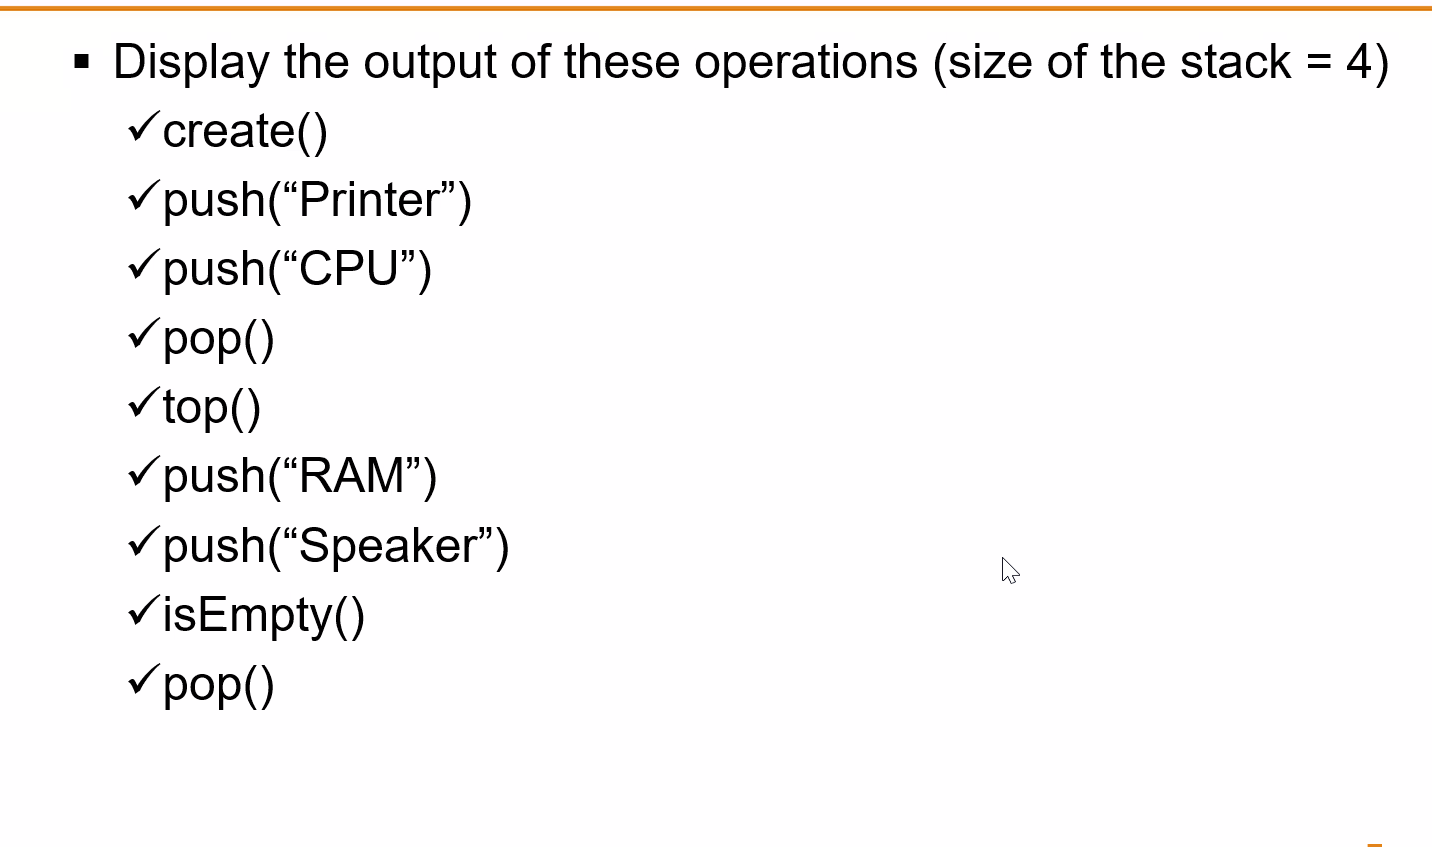 ▪ Display the output of these operations (size of the stack = 4)
✓create()
✓push(“Printer”)
✓push(“CPU”)
✓pop()
✓top()
✓push(“RAM”)
✓push(“Speaker”)
✓isEmpty()
✓pop()